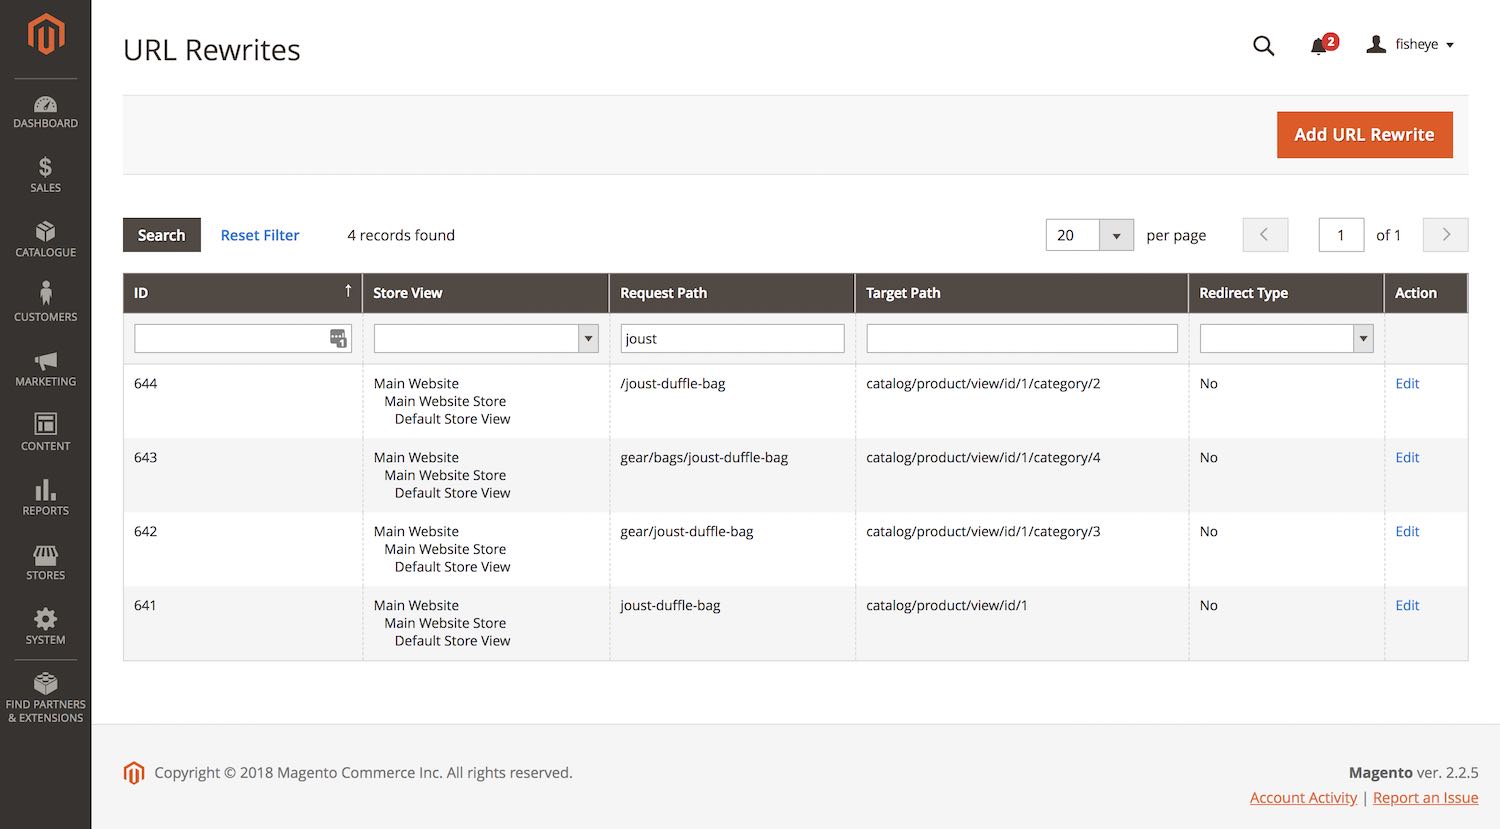 URL Rewrites
2
fisheye
DASHBOARD
$
SALES
CATALOGUE
CUSTOMERS
MARKETING
CONTENT
REPORTS
STORES
SYSTEM
FIND PARTNERS
& EXTENSIONS
Add URL Rewrite
Search Reset Filter 4 records found 20 per page 1 of 1
ID ↑ Store View Request Path Target Path Redirect Type Action
1 joust
644 Main Website /joust-duffle-bag catalog/product/view/id/1/category/2 No Edit
Main Website Store
Default Store View
643 Main Website gear/bags/joust-duffle-bag catalog/product/view/id/1/category/4 No Edit
Main Website Store
Default Store View
642 Main Website gear/joust-duffle-bag catalog/product/view/id/1/category/3 No Edit
Main Website Store
Default Store View
641 Main Website joust-duffle-bag catalog/product/view/id/1 No Edit
Main Website Store
Default Store View
Copyright © 2018 Magento Commerce Inc. All rights reserved. Magento ver. 2.2.5
Account Activity | Report an Issue